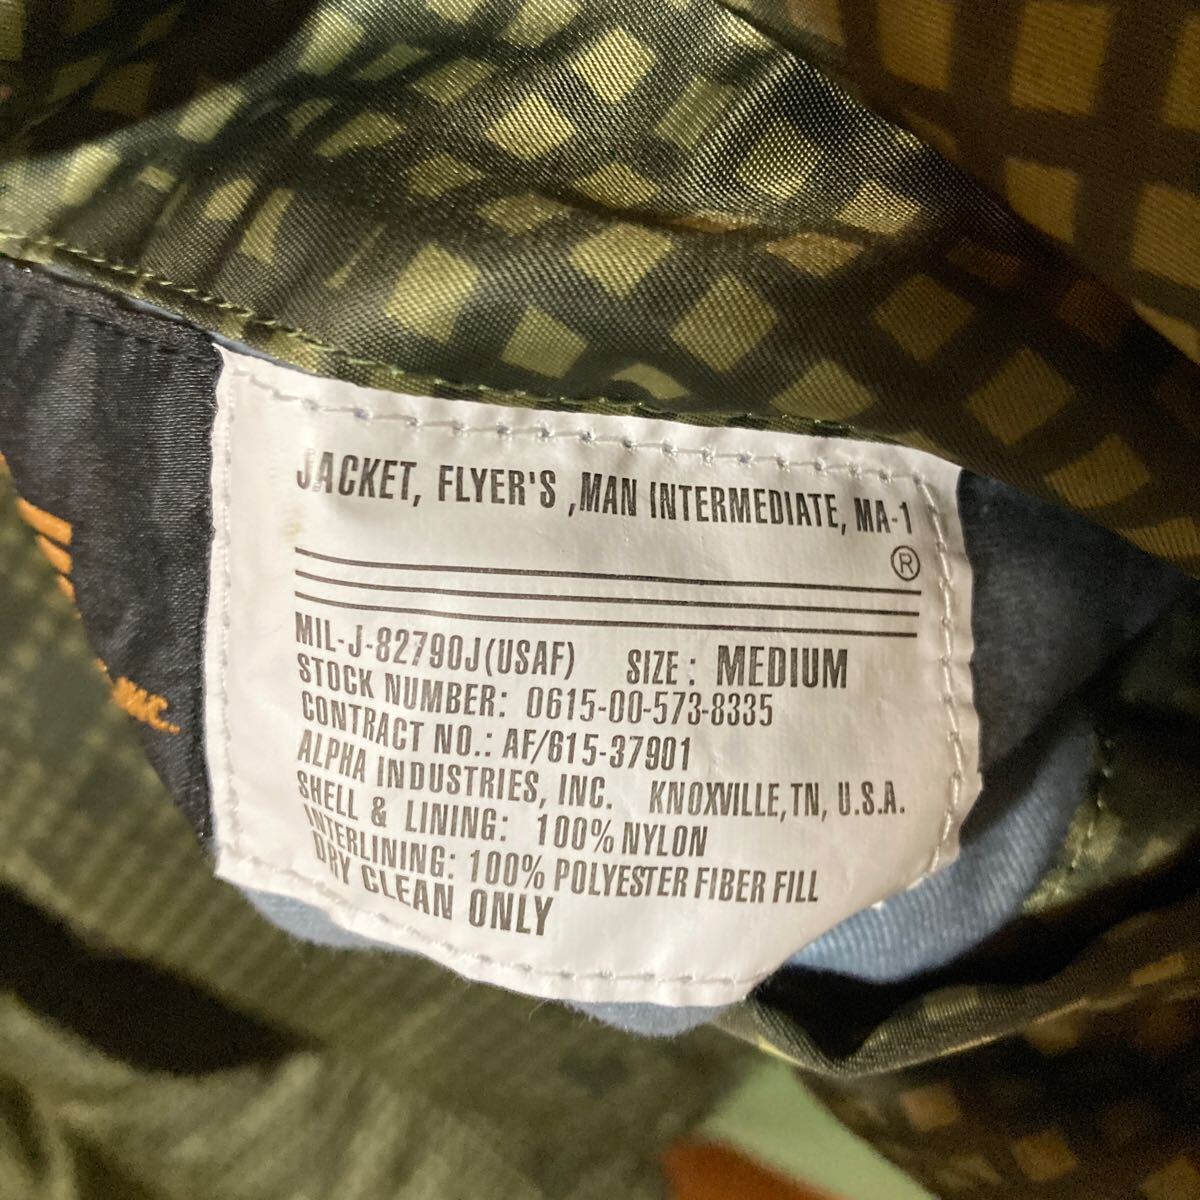 JACKET, FLYER'S ,MAN INTERMEDIATE, MA-1
®
MIL-J-82790J(USAF) SIZE: MEDIUM
STOCK NUMBER: 0615-00-573-8335
CONTRACT NO.: AF/615-37901
ALPHA INDUSTRIES, INC. KNOXVILLE, TN, U.S.A.
SHELL & LINING: 100% NYLON
INTERLINING: 100% POLYESTER FIBER FILL
DRY CLEAN ONLY
INC.